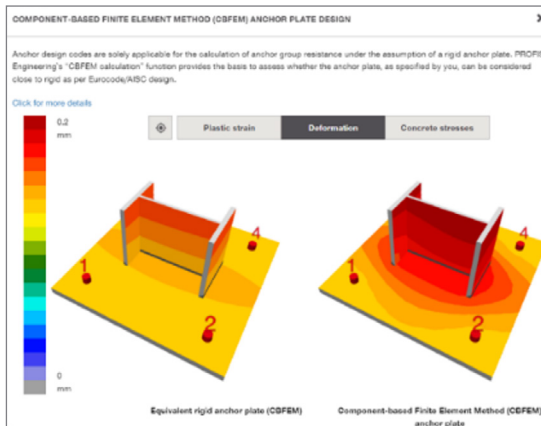 COMPONENT-BASED FINITE ELEMENT METHOD (CBFEM) ANCHOR PLATE DESIGN
Anchor design codes are solely applicable for the calculation of anchor group resistance under the assumption of a rigid anchor plate. PROFIS
Engineering's "CBFEM calculation" function provides the basis to assess whether the anchor plate, as specified by you, can be considered
close to rigid as per Eurocode/AISC design.
Click for more details
0.2
mm
Plastic strain
Deformation
Concrete stresses
1
2
4
1
2
4
0
mm
Equivalent rigid anchor plate (CBFEM)
Component-based Finite Element Method (CBFEM)
anchor plate